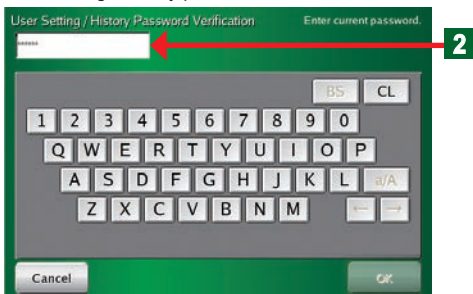 User Setting / History Password Verification Enter current password.
******
2
BS CL
1 2 3 4 5 6 7 8 9 0
Q W E R T Y U I O P
A S D F G H J K L a/A
Z X C V B N M ← →
Cancel OK